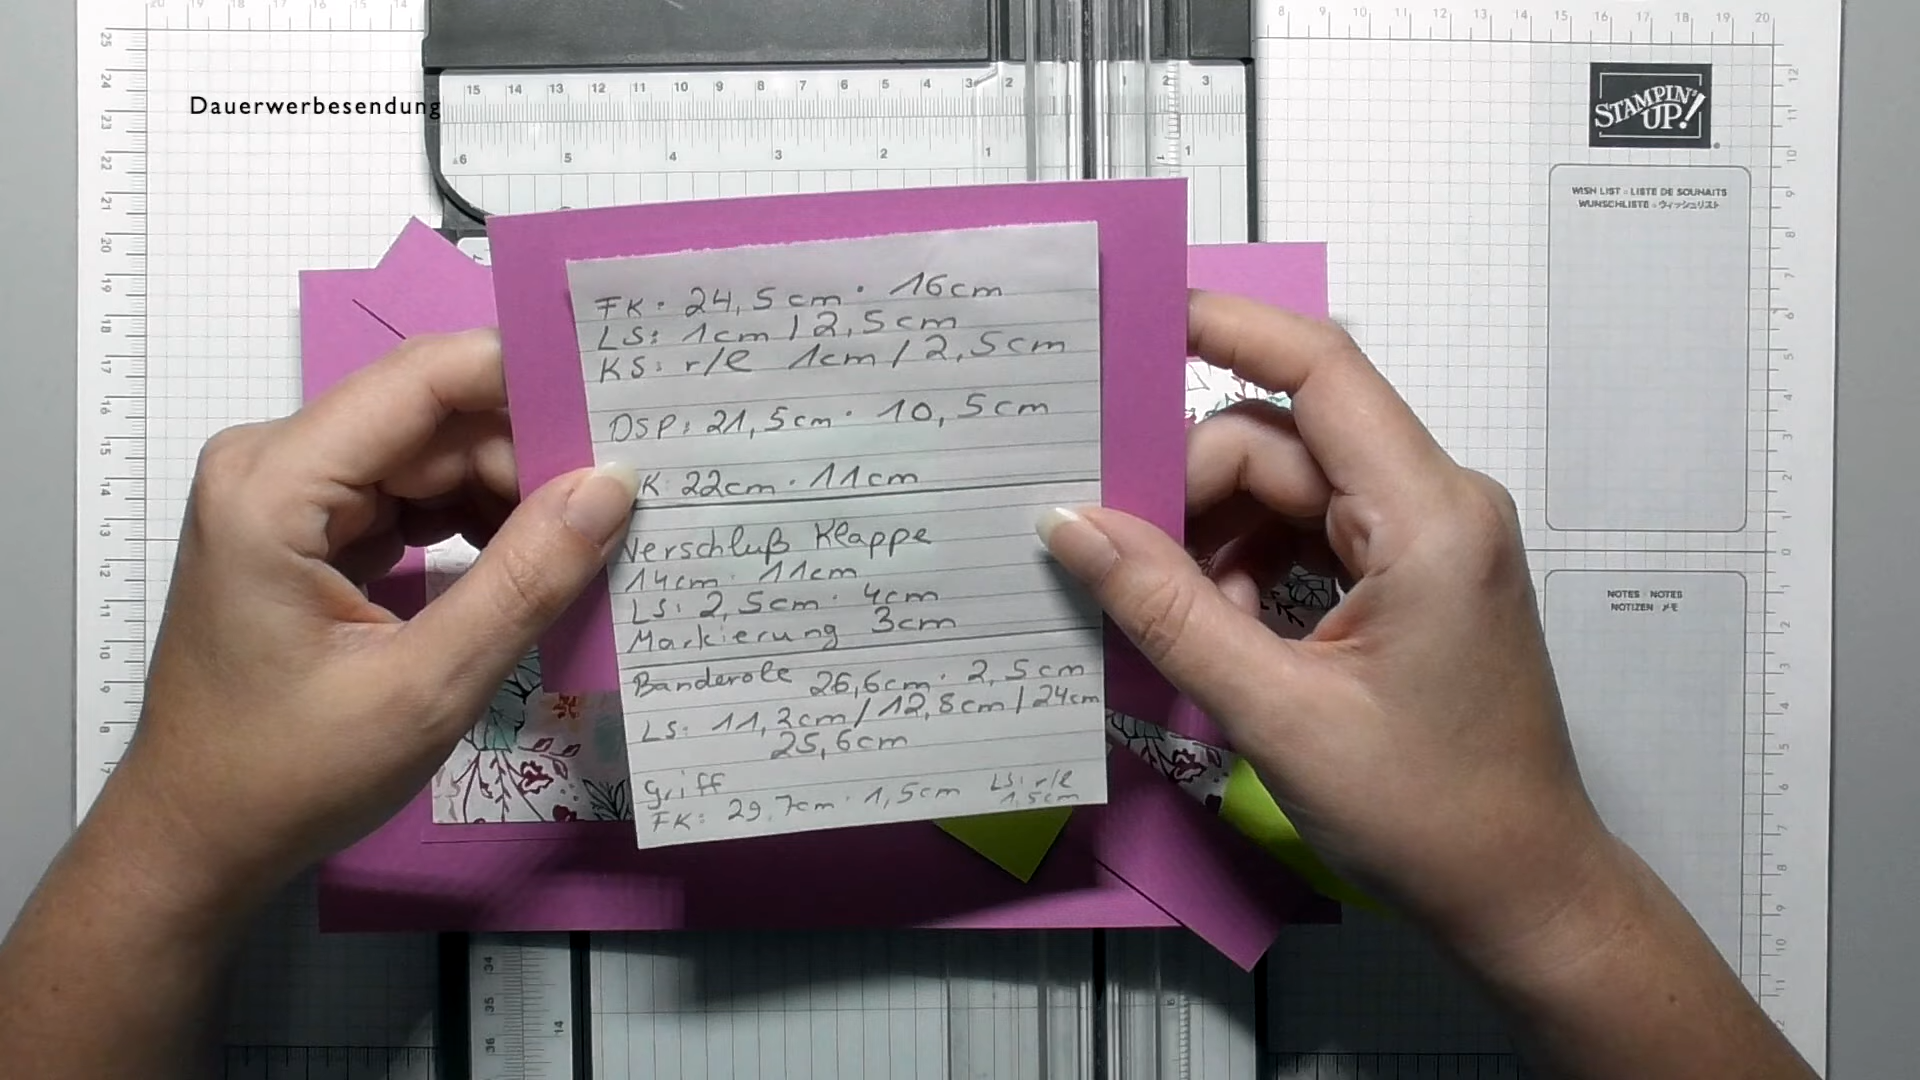 Dauerwerbesendung
STAMPIN' UP!
WISH LIST · LISTE DE SOUHAITS
WUNSCHLISTE · ウィッシュリスト
FK: 24,5cm · 16cm
LS: 1cm / 2,5cm
KS: r/l 1cm / 2,5cm
DSP: 21,5cm · 10,5cm
K: 22cm · 11cm
Verschluß Klappe
14cm · 11cm
LS: 2,5cm · 4cm
Markierung 3cm
Banderole 26,6cm · 2,5cm
LS: 11,2cm / 12,8cm / 24cm
25,6cm
Griff
FK: 29,7cm · 1,5cm LS: r/l
1,5cm
NOTES · NOTES
NOTIZEN · メモ